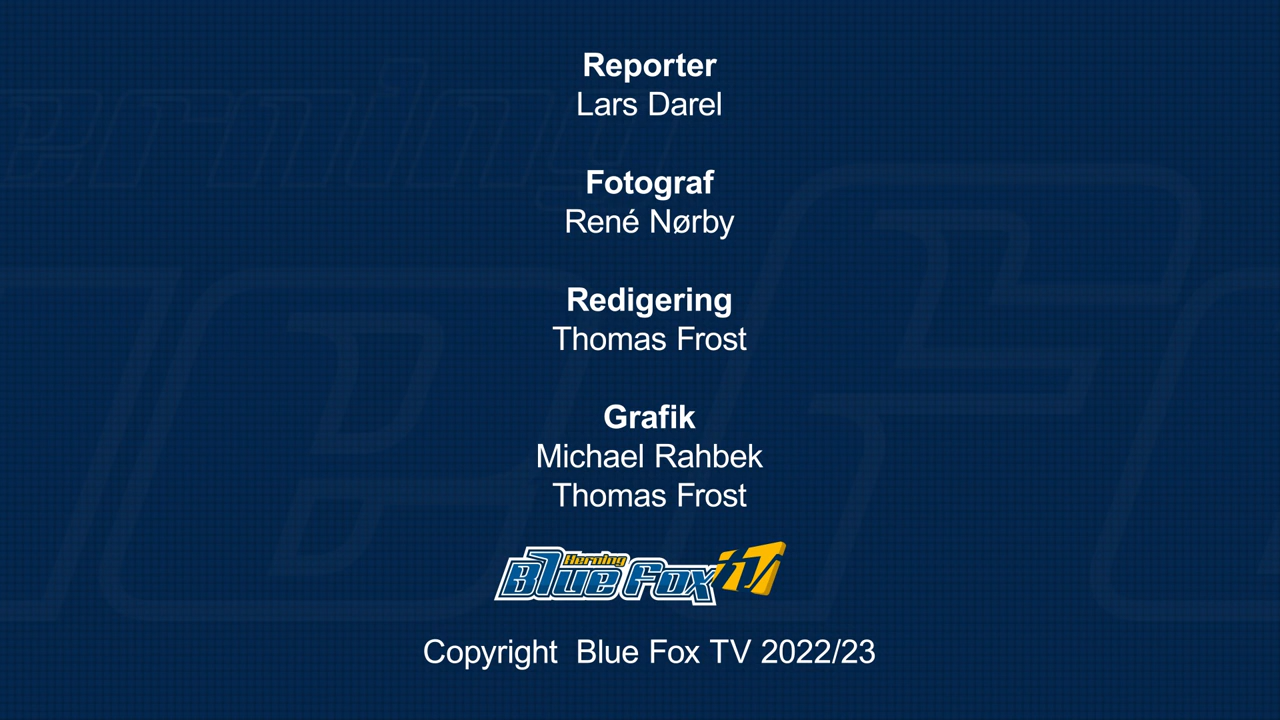 Reporter
Lars Darel
Fotograf
René Nørby
Redigering
Thomas Frost
Grafik
Michael Rahbek
Thomas Frost
Herning
Blue Fox TV
Copyright  Blue Fox TV 2022/23